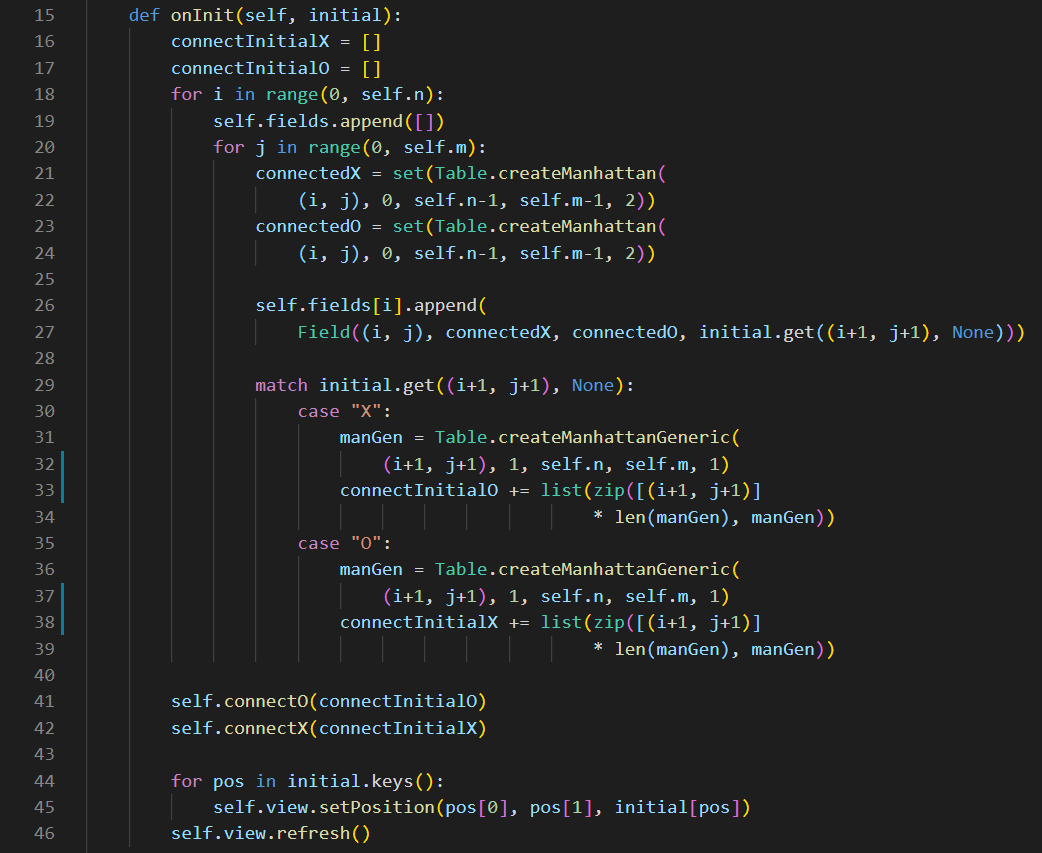 15 def onInit(self, initial):
16 connectInitialX = []
17 connectInitialO = []
18 for i in range(0, self.n):
19 self.fields.append([])
20 for j in range(0, self.m):
21 connectedX = set(Table.createManhattan(
22 (i, j), 0, self.n-1, self.m-1, 2))
23 connectedO = set(Table.createManhattan(
24 (i, j), 0, self.n-1, self.m-1, 2))
25
26 self.fields[i].append(
27 Field((i, j), connectedX, connectedO, initial.get((i+1, j+1), None)))
28
29 match initial.get((i+1, j+1), None):
30 case "X":
31 manGen = Table.createManhattanGeneric(
32 (i+1, j+1), 1, self.n, self.m, 1)
33 connectInitialO += list(zip([(i+1, j+1)]
34 * len(manGen), manGen))
35 case "O":
36 manGen = Table.createManhattanGeneric(
37 (i+1, j+1), 1, self.n, self.m, 1)
38 connectInitialX += list(zip([(i+1, j+1)]
39 * len(manGen), manGen))
40
41 self.connectO(connectInitialO)
42 self.connectX(connectInitialX)
43
44 for pos in initial.keys():
45 self.view.setPosition(pos[0], pos[1], initial[pos])
46 self.view.refresh()